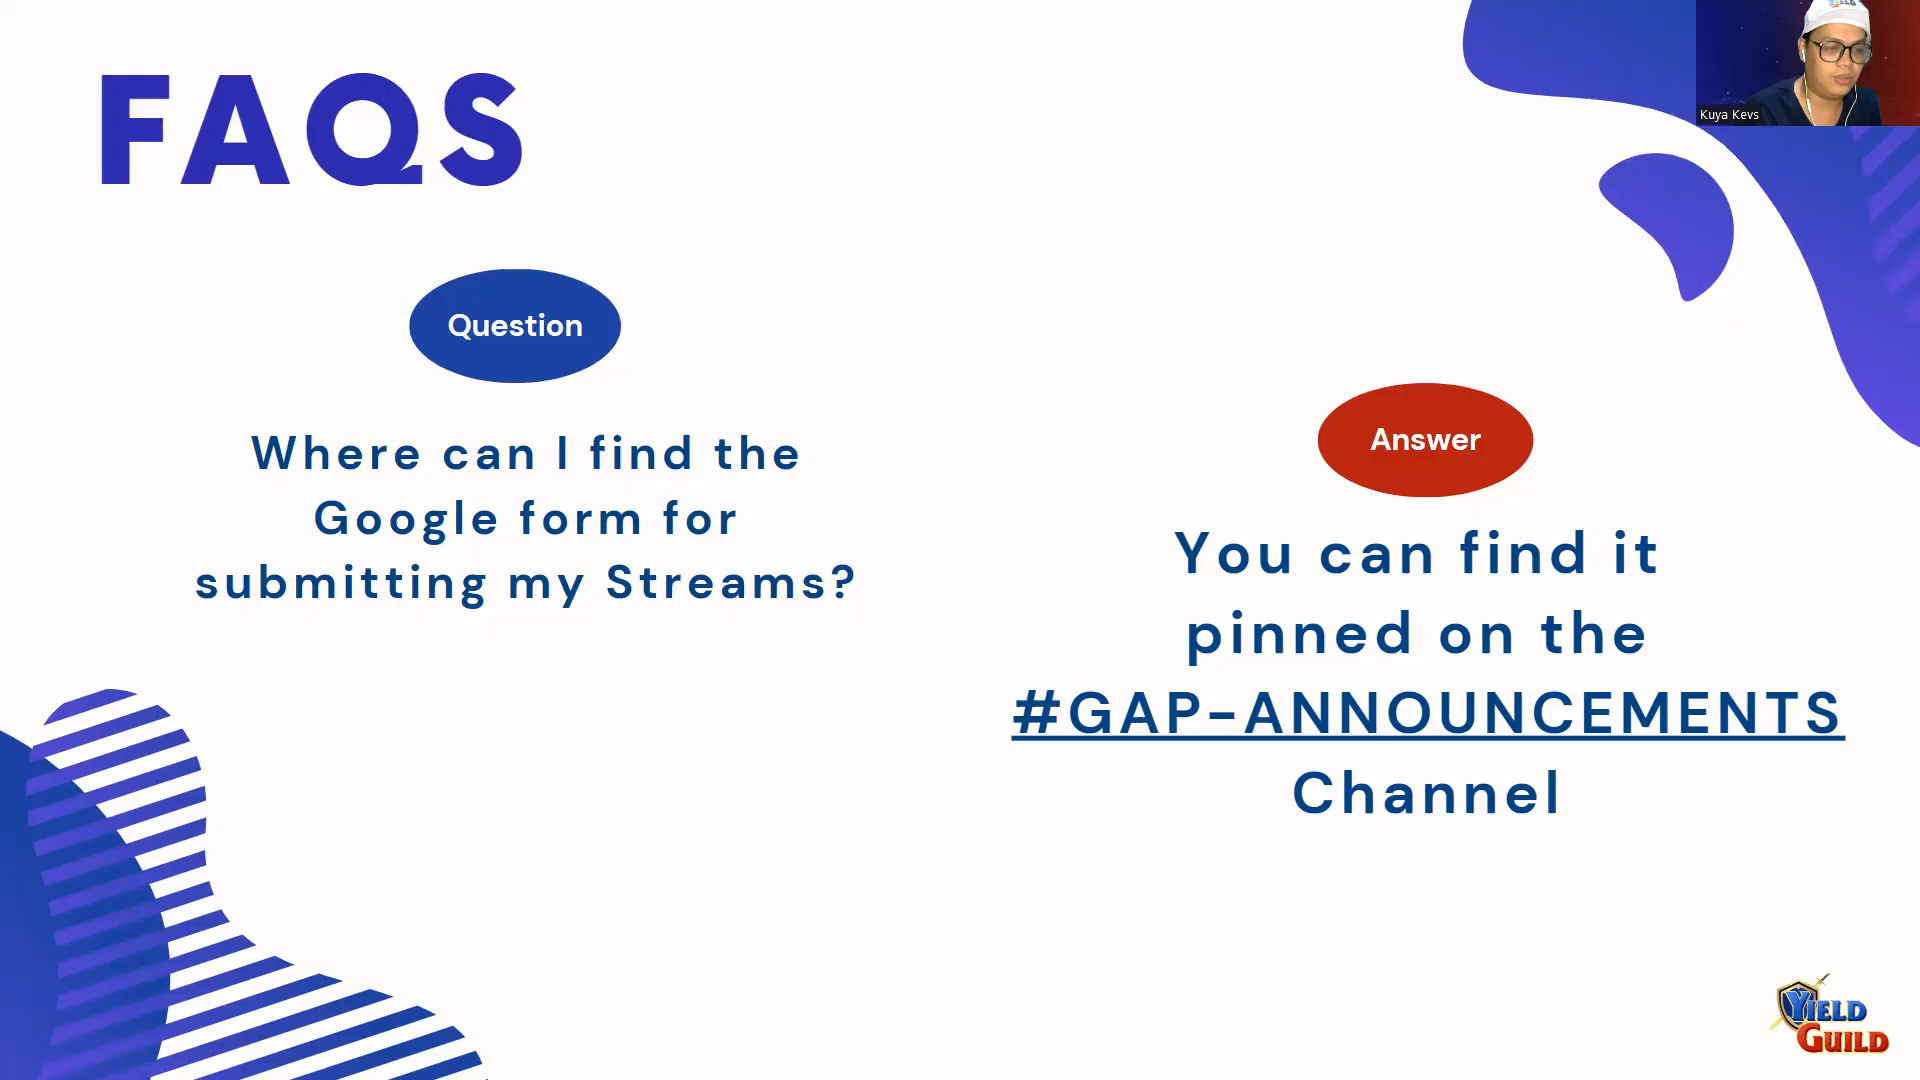 FAQS
Kuya Kevs
Question
Where can I find the
Google form for
submitting my Streams?
Answer
You can find it
pinned on the
#GAP-ANNOUNCEMENTS
Channel
YIELD
GUILD